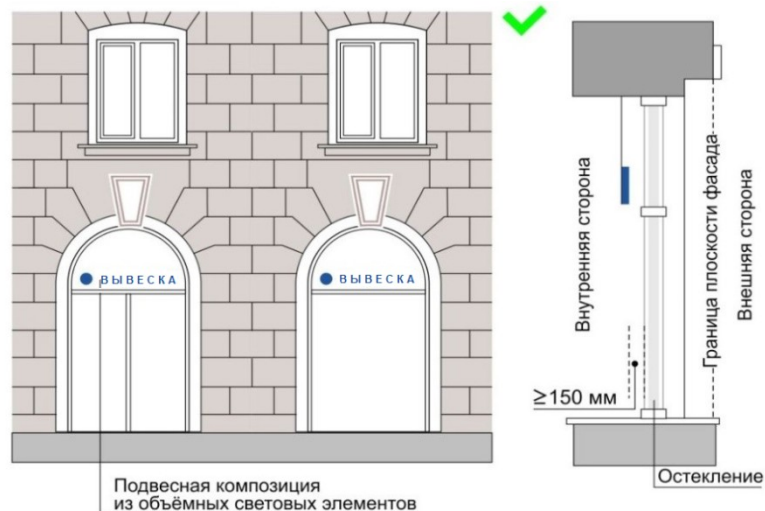 ВЫВЕСКА
ВЫВЕСКА
Подвесная композиция
из объёмных световых элементов
Внутренняя сторона
Граница плоскости фасада
Внешняя сторона
≥150 мм
Остекление